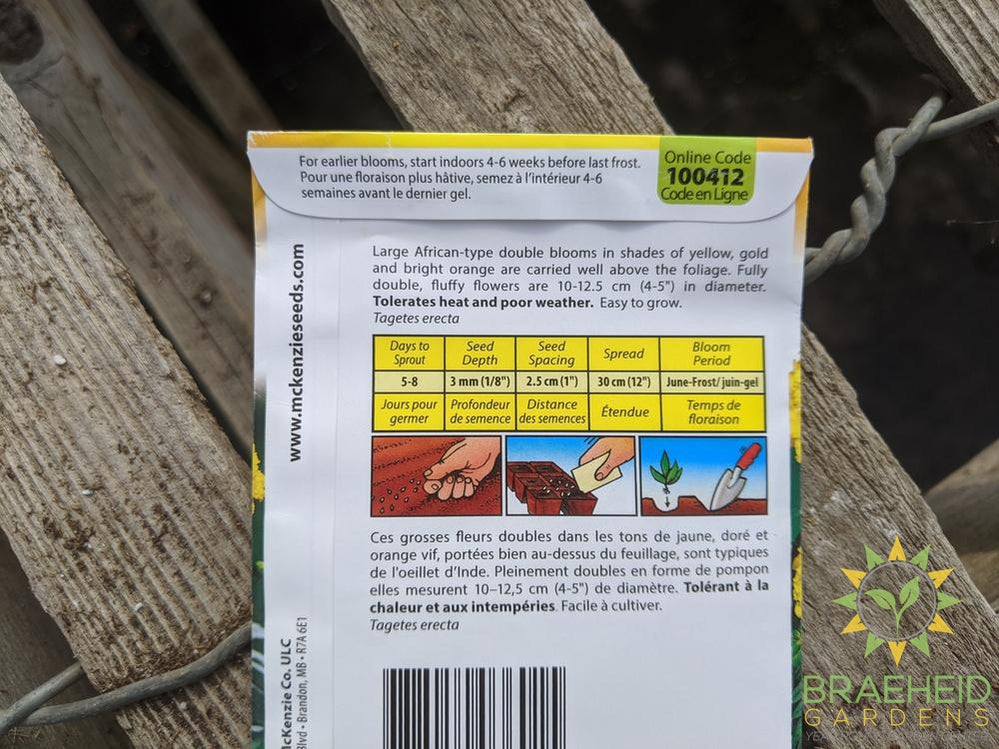 For earlier blooms, start indoors 4-6 weeks before last frost.
Pour une floraison plus hâtive, semez à l'intérieur 4-6
semaines avant le dernier gel.
Online Code
100412
Code en Ligne
www.mckenzieseeds.com
Large African-type double blooms in shades of yellow, gold
and bright orange are carried well above the foliage. Fully
double, fluffy flowers are 10-12.5 cm (4-5") in diameter.
Tolerates heat and poor weather. Easy to grow.
Tagetes erecta
Days to Sprout
Seed Depth
Seed Spacing
Spread
Bloom Period
5-8
3 mm (1/8")
2.5 cm (1")
30 cm (12")
June-Frost/ juin-gel
Jours pour germer
Profondeur de semence
Distance des semences
Étendue
Temps de floraison
Ces grosses fleurs doubles dans les tons de jaune, doré et
orange vif, portées bien au-dessus du feuillage, sont typiques
de l'oeillet d'Inde. Pleinement doubles en forme de pompon
elles mesurent 10–12,5 cm (4-5") de diamètre. Tolérant à la
chaleur et aux intempéries. Facile à cultiver.
Tagetes erecta
McKenzie Co. ULC
Blvd • Brandon, MB • R7A 6E1
BRAEHEID
GARDENS
YEAR ROUND GARDEN CENTER